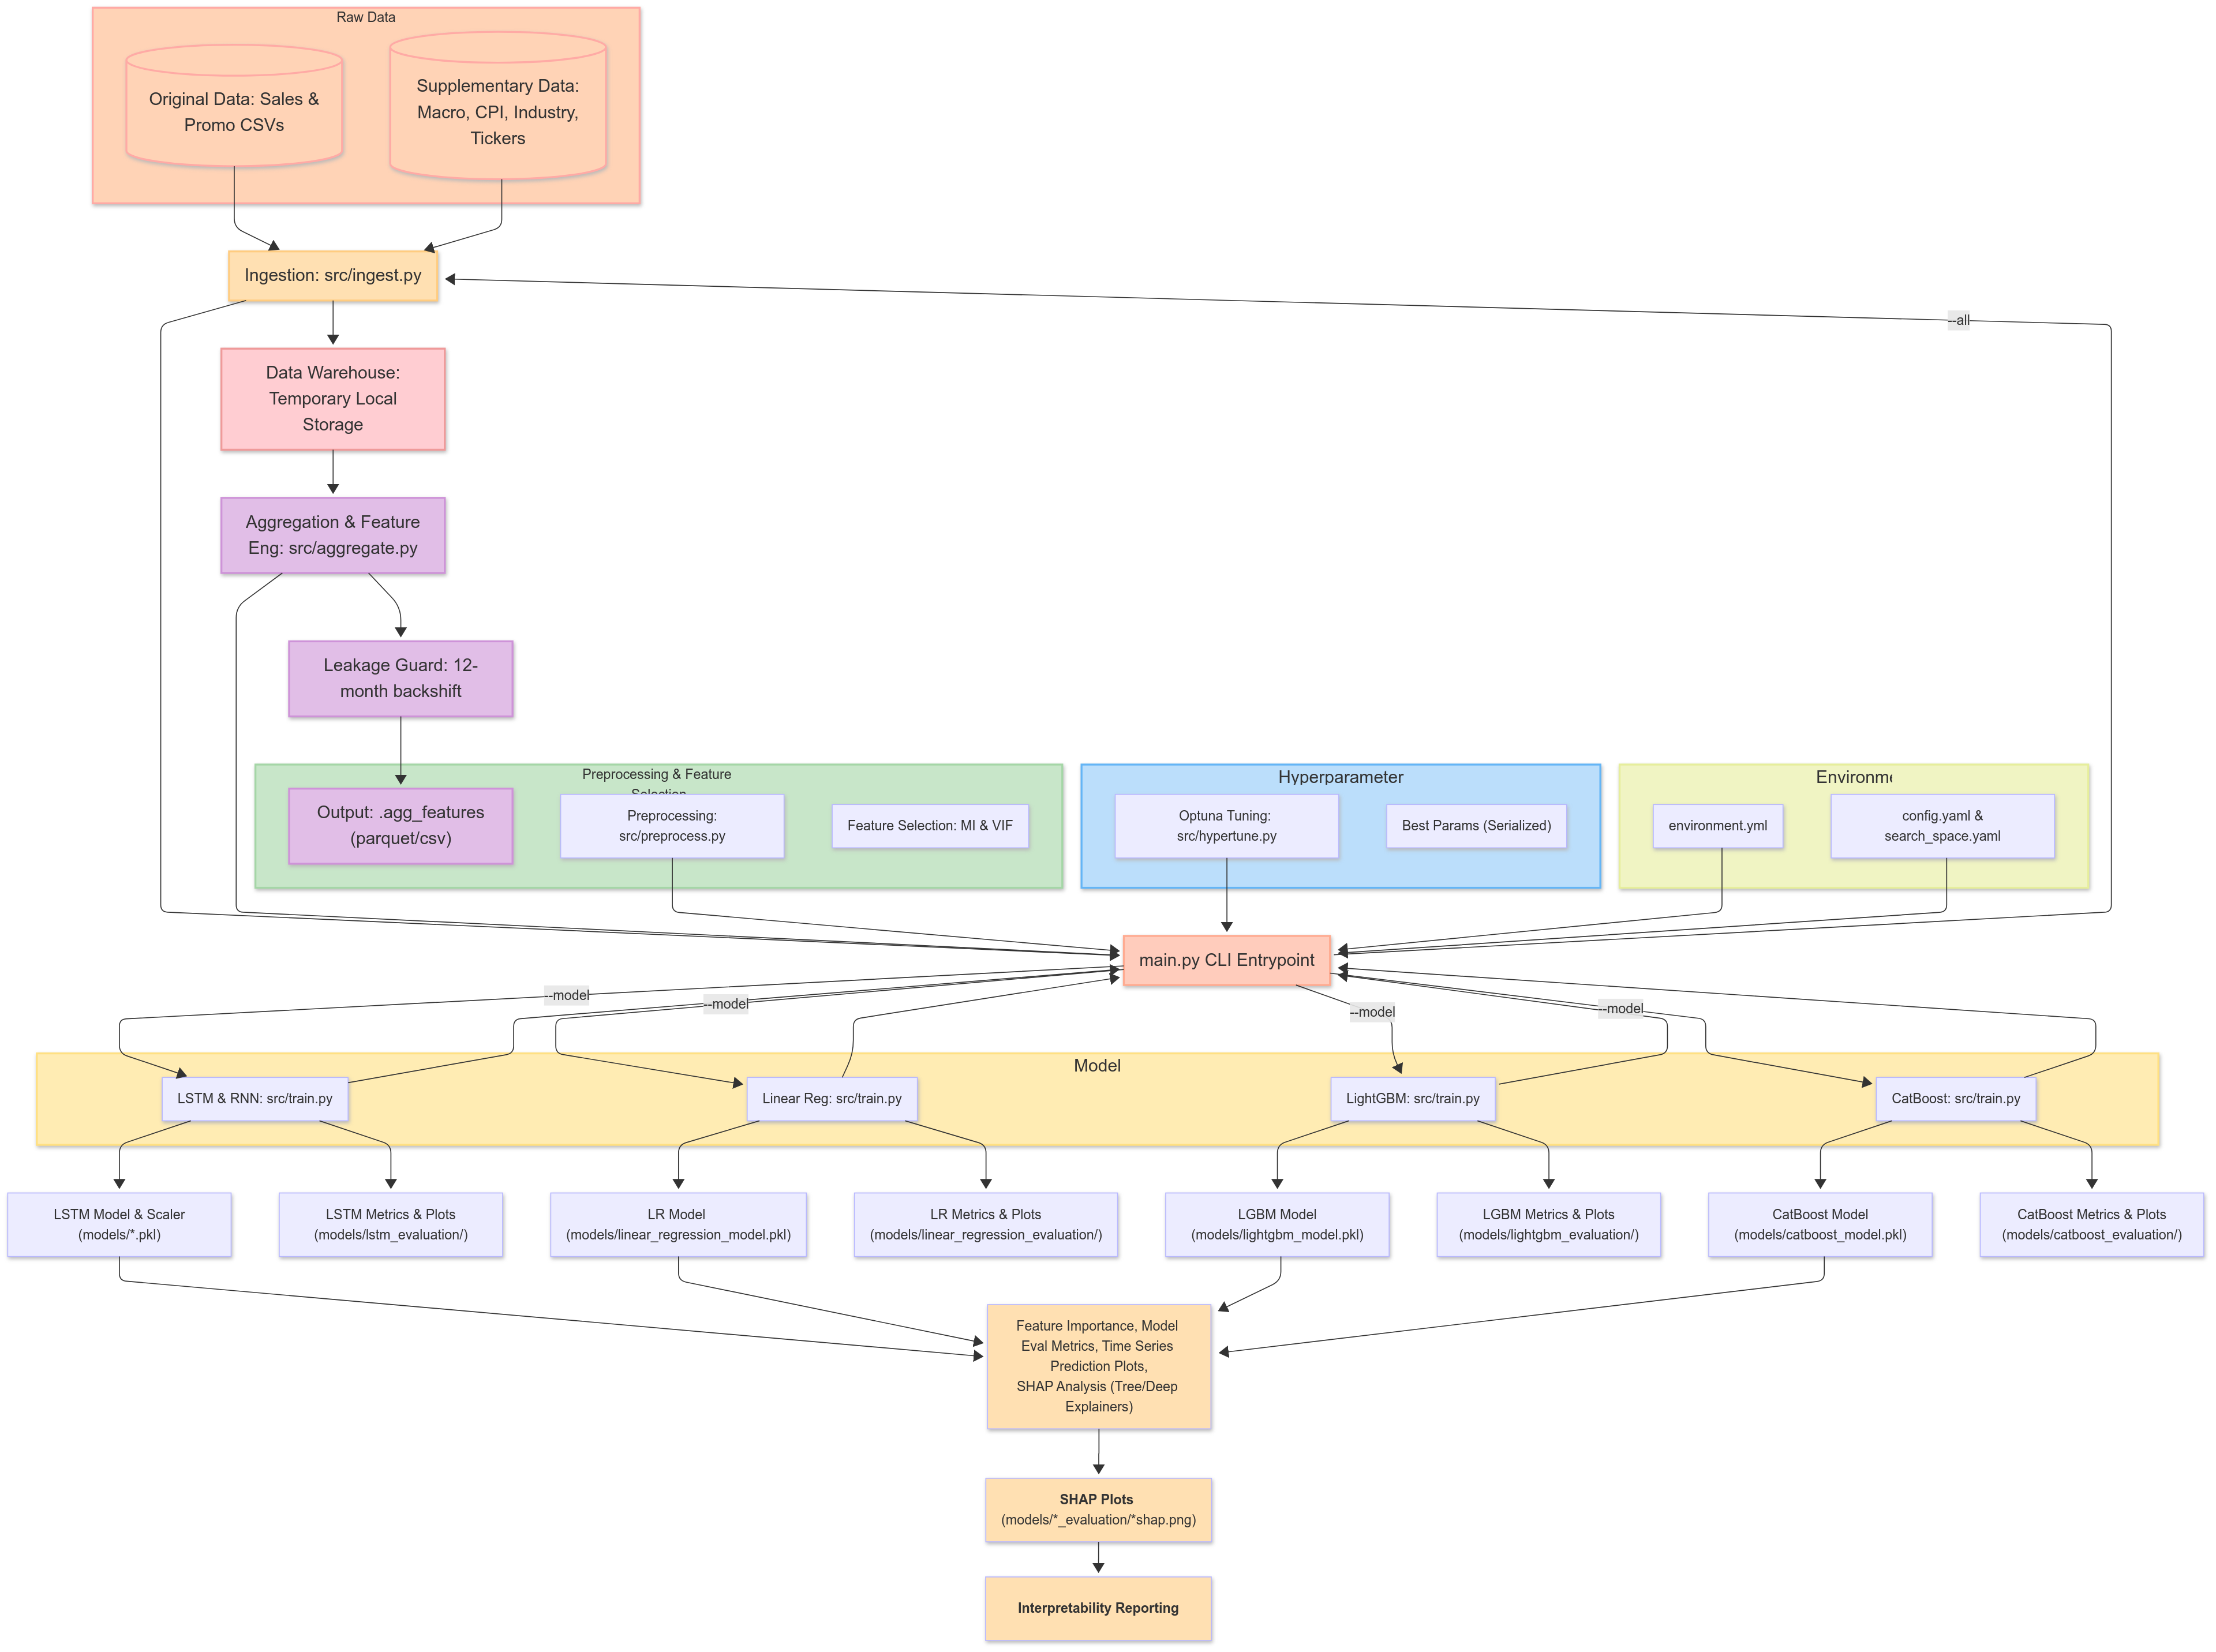 Raw Data
Original Data: Sales &
Promo CSVs
Supplementary Data:
Macro, CPI, Industry,
Tickers
Ingestion: src/ingest.py
--all
Data Warehouse:
Temporary Local
Storage
Aggregation & Feature
Eng: src/aggregate.py
Leakage Guard: 12-
month backshift
Preprocessing & Feature
Selection
Output: .agg_features
(parquet/csv)
Preprocessing:
src/preprocess.py
Feature Selection: MI & VIF
Hyperparameter
Optuna Tuning:
src/hypertune.py
Best Params (Serialized)
Environme
environment.yml
config.yaml &
search_space.yaml
main.py CLI Entrypoint
--model
--model
--model
--model
Model
LSTM & RNN: src/train.py
Linear Reg: src/train.py
LightGBM: src/train.py
CatBoost: src/train.py
LSTM Model & Scaler
(models/*.pkl)
LSTM Metrics & Plots
(models/lstm_evaluation/)
LR Model
(models/linear_regression_model.pkl)
LR Metrics & Plots
(models/linear_regression_evaluation/)
LGBM Model
(models/lightgbm_model.pkl)
LGBM Metrics & Plots
(models/lightgbm_evaluation/)
CatBoost Model
(models/catboost_model.pkl)
CatBoost Metrics & Plots
(models/catboost_evaluation/)
Feature Importance, Model
Eval Metrics, Time Series
Prediction Plots,
SHAP Analysis (Tree/Deep
Explainers)
SHAP Plots
(models/*_evaluation/*shap.png)
Interpretability Reporting